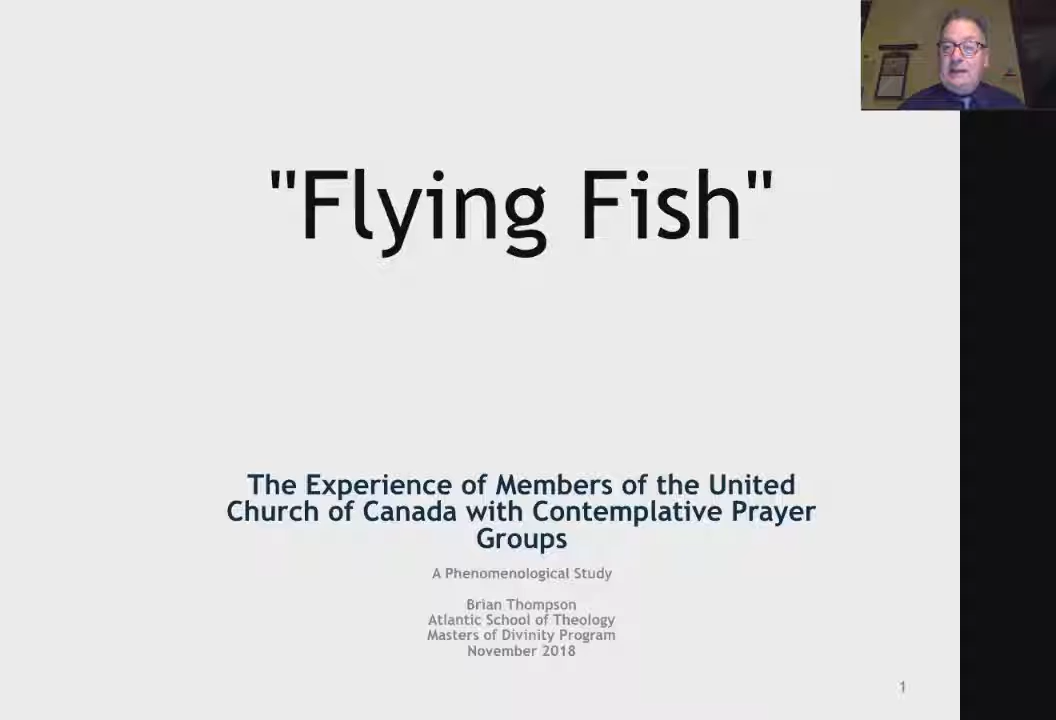 "Flying Fish"
The Experience of Members of the United
Church of Canada with Contemplative Prayer
Groups
A Phenomenological Study
Brian Thompson
Atlantic School of Theology
Masters of Divinity Program
November 2018
1